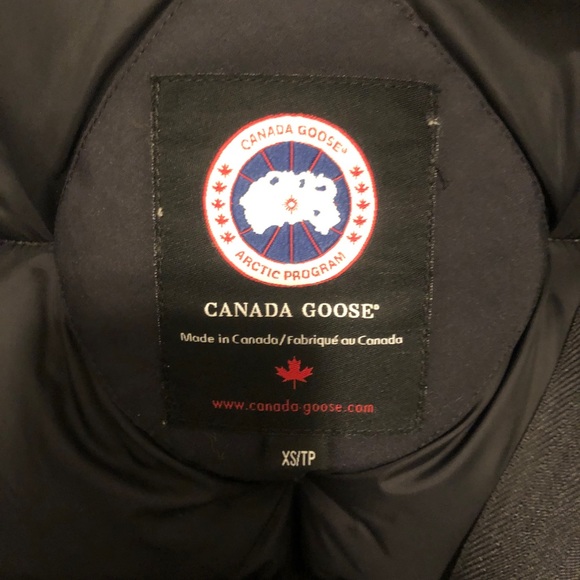 CANADA GOOSE®
ARCTIC PROGRAM
CANADA GOOSE®
Made in Canada/Fabriqué au Canada
www.canada-goose.com
XS/TP